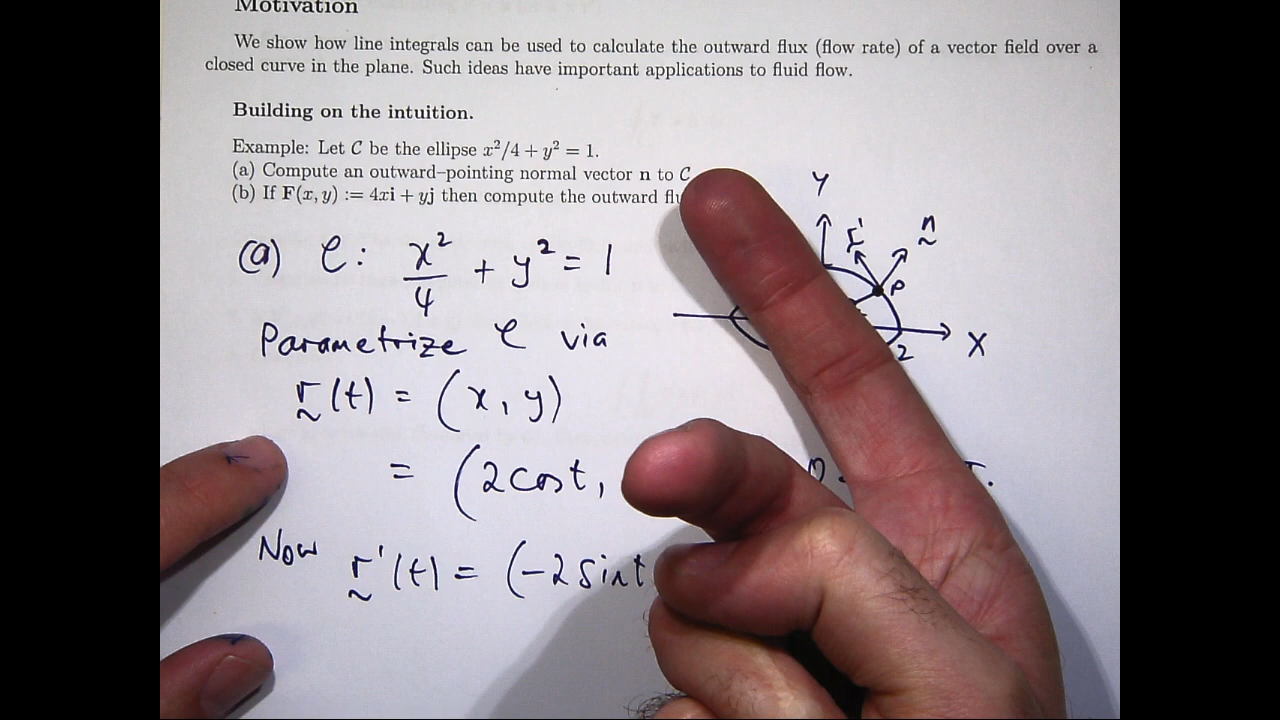 Motivation
We show how line integrals can be used to calculate the outward flux (flow rate) of a vector field over a
closed curve in the plane. Such ideas have important applications to fluid flow.
Building on the intuition.
Example: Let C be the ellipse x²/4 + y² = 1.
(a) Compute an outward–pointing normal vector n to C
(b) If F(x, y) := 4xi + yj then compute the outward flu
(a) C: x²/4 + y² = 1
Parametrize C via
r(t) = (x, y)
= (2cost,
Now r'(t) = (-2sint
y
r'
n
P
2
x